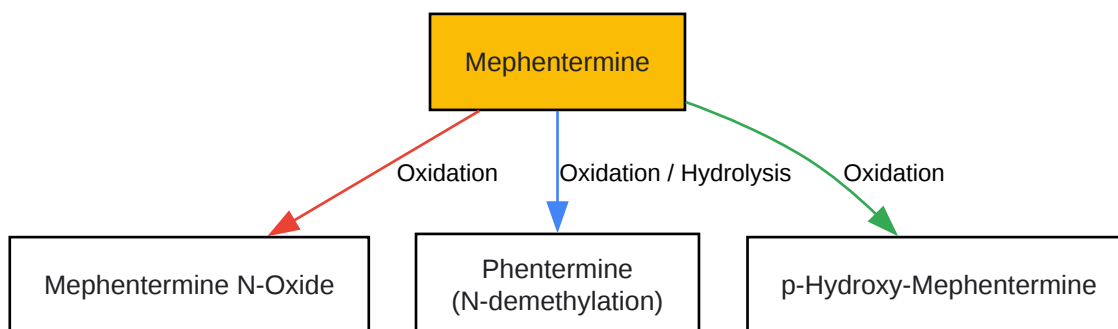 Mephentermine
Oxidation
Oxidation / Hydrolysis
Oxidation
Mephentermine N-Oxide
Phentermine
(N-demethylation)
p-Hydroxy-Mephentermine